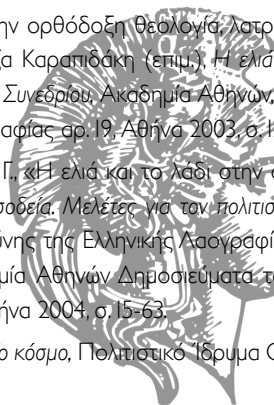 ην ορθόδοξη θεολογία, λατρ
ξα Καραπιδάκη (επιμ.), Η ελιά
Συνεδρίου, Ακαδημία Αθηνών,
ραφίας αρ. 19, Αθήνα 2003, σ. 1
Γ., «Η ελιά και το λάδι στην
σοδεία. Μελέτες για τον πολιτισ
ύνης της Ελληνικής Λαογραφί
μία Αθηνών Δημοσιεύματα τ
ήνα 2004, σ. 15-63.
ο κόσμο, Πολιτιστικό Ίδρυμα